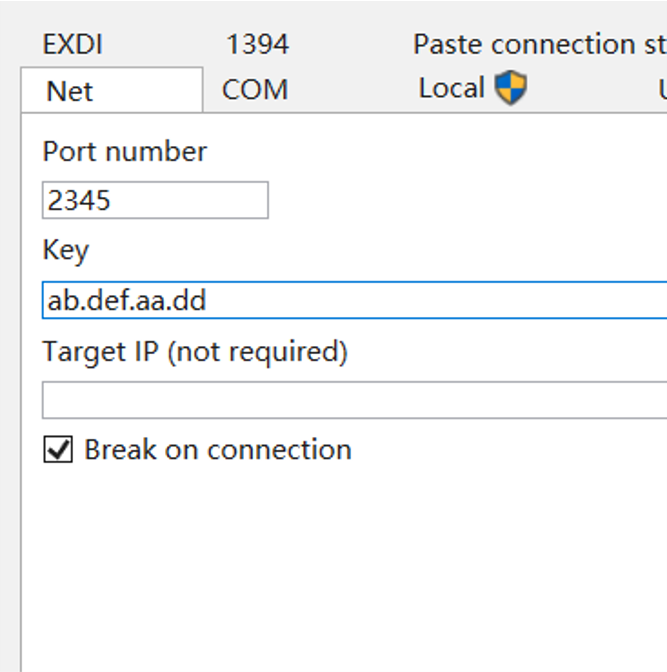 EXDI 1394 Paste connection st
Net COM Local
Port number
2345
Key
ab.def.aa.dd
Target IP (not required)
Break on connection